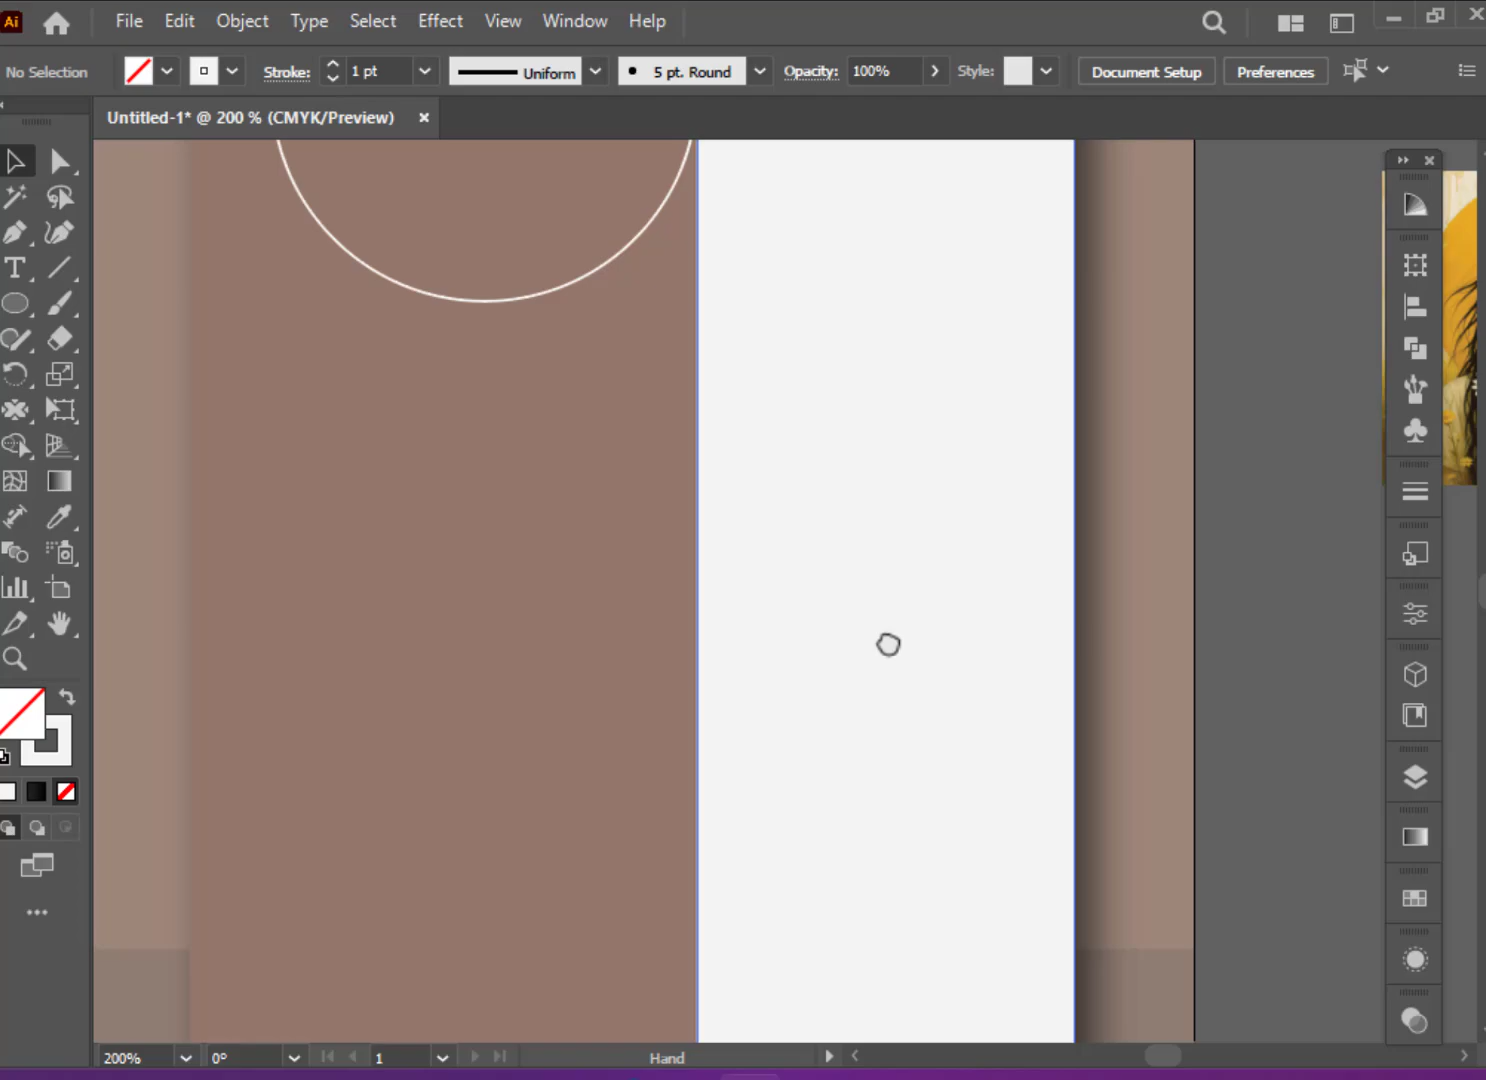 Ai File Edit Object Type Select Effect View Window Help
No Selection Stroke: 1 pt Uniform 5 pt. Round Opacity: 100% Style: Document Setup Preferences
Untitled-1* @ 200 % (CMYK/Preview)
200% 0° 1 Hand